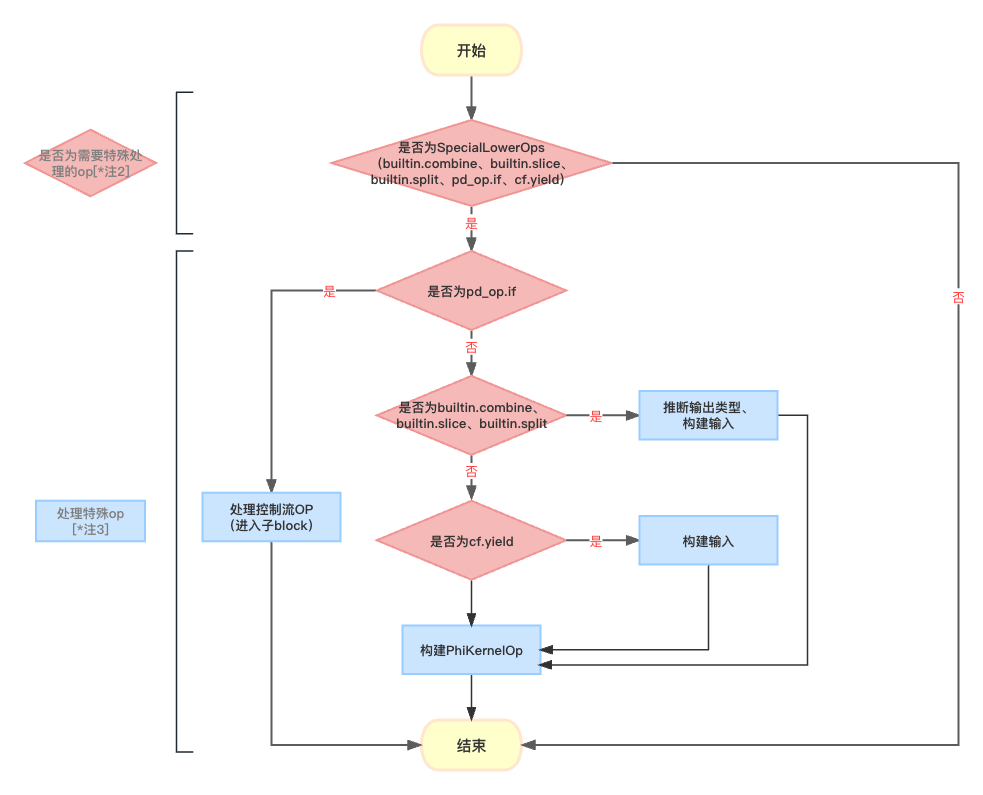 开始
是否为SpecialLowerOps
（builtin.combine、builtin.slice、
builtin.split、pd_op.if、cf.yield）
是否为需要特殊处
理的op[*注2]
是
是否为pd_op.if
是
否
否
是否为builtin.combine、
builtin.slice、builtin.split
是
推断输出类型、
构建输入
否
处理特殊op
[*注3]
处理控制流OP
（进入子block）
是否为cf.yield
是
构建输入
构建PhiKernelOp
结束